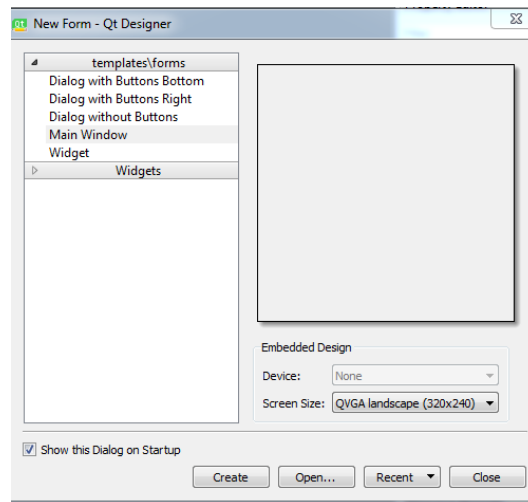 New Form - Qt Designer
templates\forms
Dialog with Buttons Bottom
Dialog with Buttons Right
Dialog without Buttons
Main Window
Widget
Widgets
Embedded Design
Device: None
Screen Size: QVGA landscape (320x240)
Show this Dialog on Startup
Create Open... Recent Close